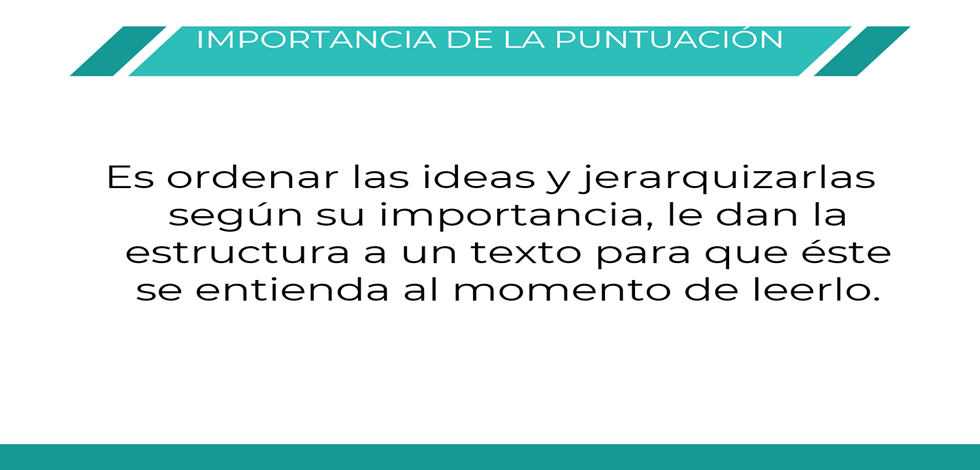 IMPORTANCIA DE LA PUNTUACIÓN
Es ordenar las ideas y jerarquizarlas
según su importancia, le dan la
estructura a un texto para que éste
se entienda al momento de leerlo.